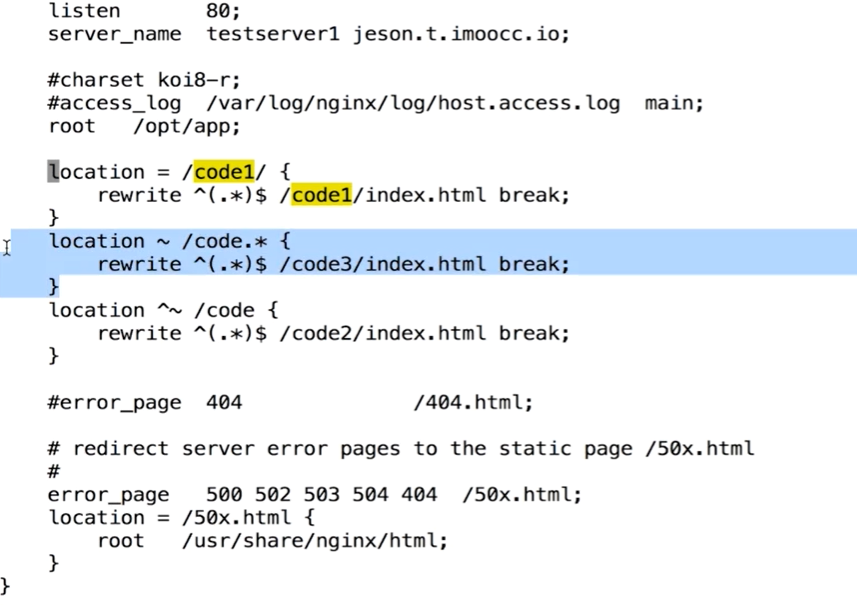 listen       80;
server_name  testserver1 jeson.t.imoocc.io;
#charset koi8-r;
#access_log  /var/log/nginx/log/host.access.log  main;
root   /opt/app;
location = /code1/ {
rewrite ^(.*)$ /code1/index.html break;
}
location ~ /code.* {
rewrite ^(.*)$ /code3/index.html break;
}
location ^~ /code {
rewrite ^(.*)$ /code2/index.html break;
}
#error_page  404              /404.html;
# redirect server error pages to the static page /50x.html
#
error_page   500 502 503 504 404  /50x.html;
location = /50x.html {
root   /usr/share/nginx/html;
}
}